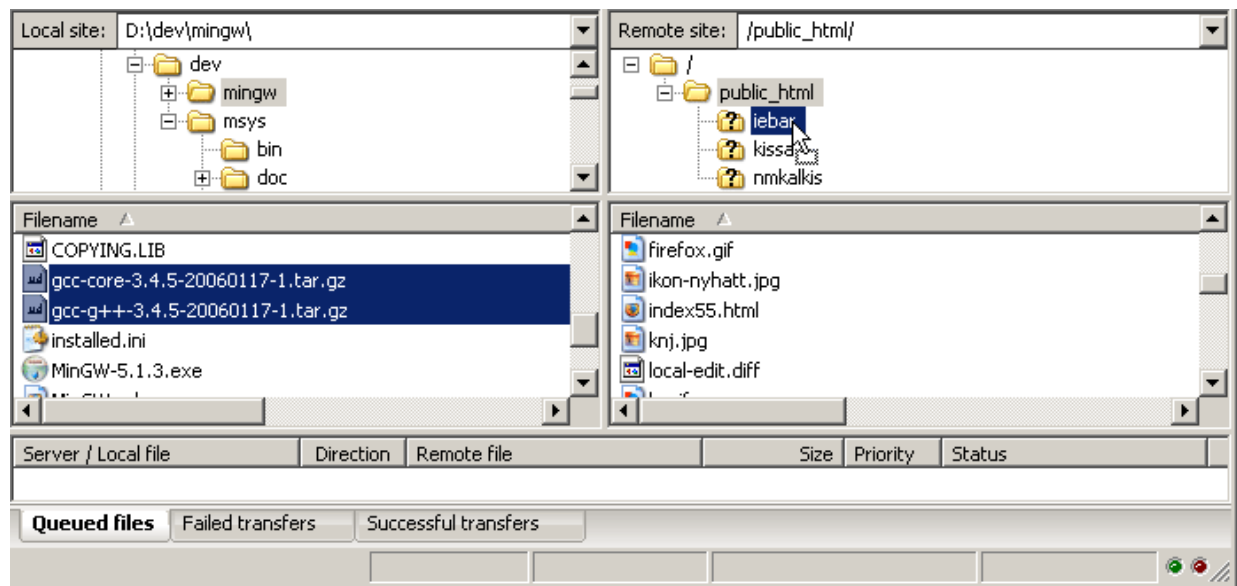 Local site: D:\dev\mingw\
dev
mingw
msys
bin
doc
Remote site: /public_html/
/
public_html
iebar
kissa
nmkalkis
Filename
COPYING.LIB
gcc-core-3.4.5-20060117-1.tar.gz
gcc-g++-3.4.5-20060117-1.tar.gz
installed.ini
MinGW-5.1.3.exe
Filename
firefox.gif
ikon-nyhatt.jpg
index55.html
knj.jpg
local-edit.diff
Server / Local file Direction Remote file Size Priority Status
Queued files Failed transfers Successful transfers